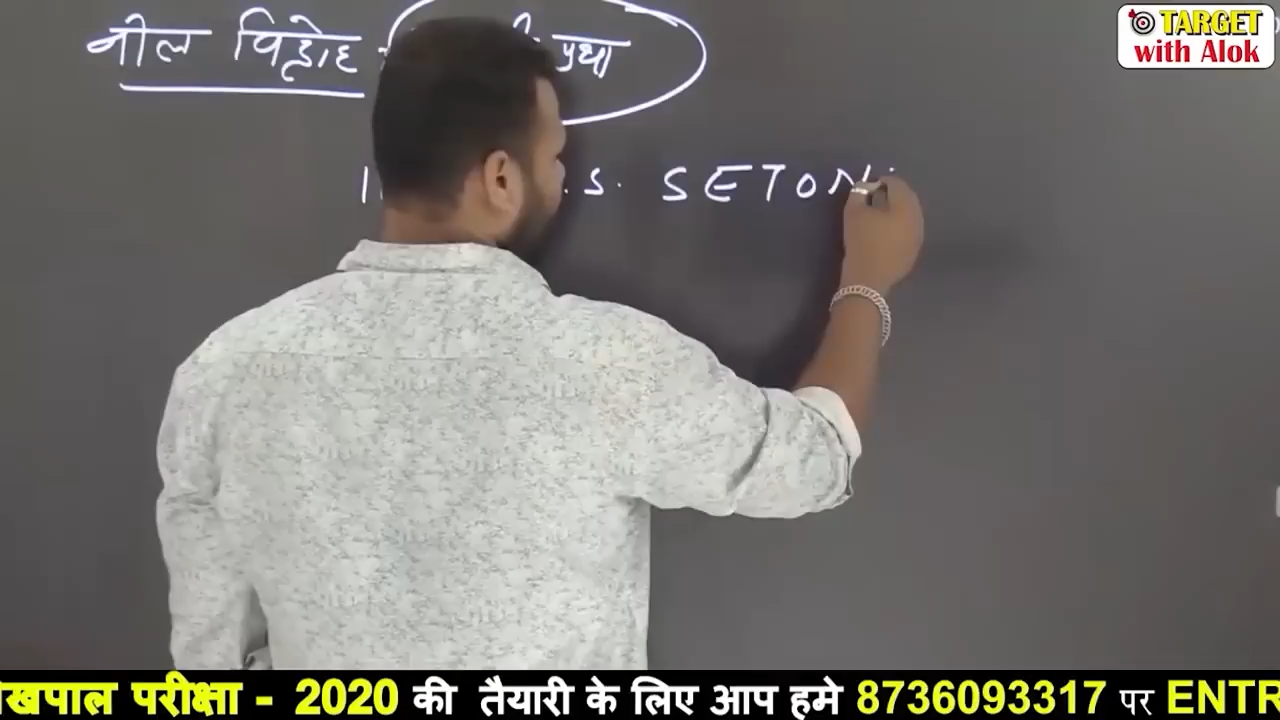 TARGET
with Alok
नील विद्रोह
प्रथा
.s. SETON
लेखपाल परीक्षा - 2020 की तैयारी के लिए आप हमे 8736093317 पर ENTR